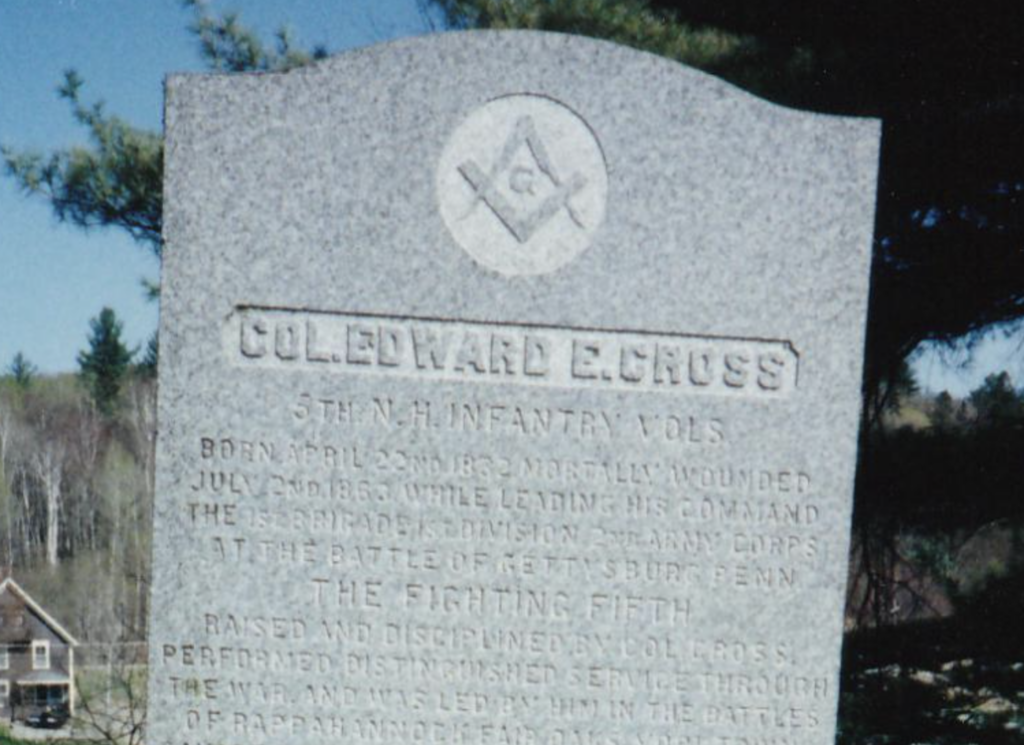 G
COL. EDWARD E. CROSS
5TH N. H. INFANTRY VOLS
BORN APRIL 22ND, 1832 MORTALLY WOUNDED
JULY 2ND, 1863, WHILE LEADING HIS COMMAND
THE 1ST BRIGADE 1ST DIVISION 2ND ARMY CORPS
AT THE BATTLE OF GETTYSBURG PENN
THE FIGHTING FIFTH
RAISED AND DISCIPLINED BY COL. CROSS.
PERFORMED DISTINGUISHED SERVICE THROUGH
THE WAR, AND WAS LED BY HIM IN THE BATTLES
OF RAPPAHANNOCK FAIR OAKS